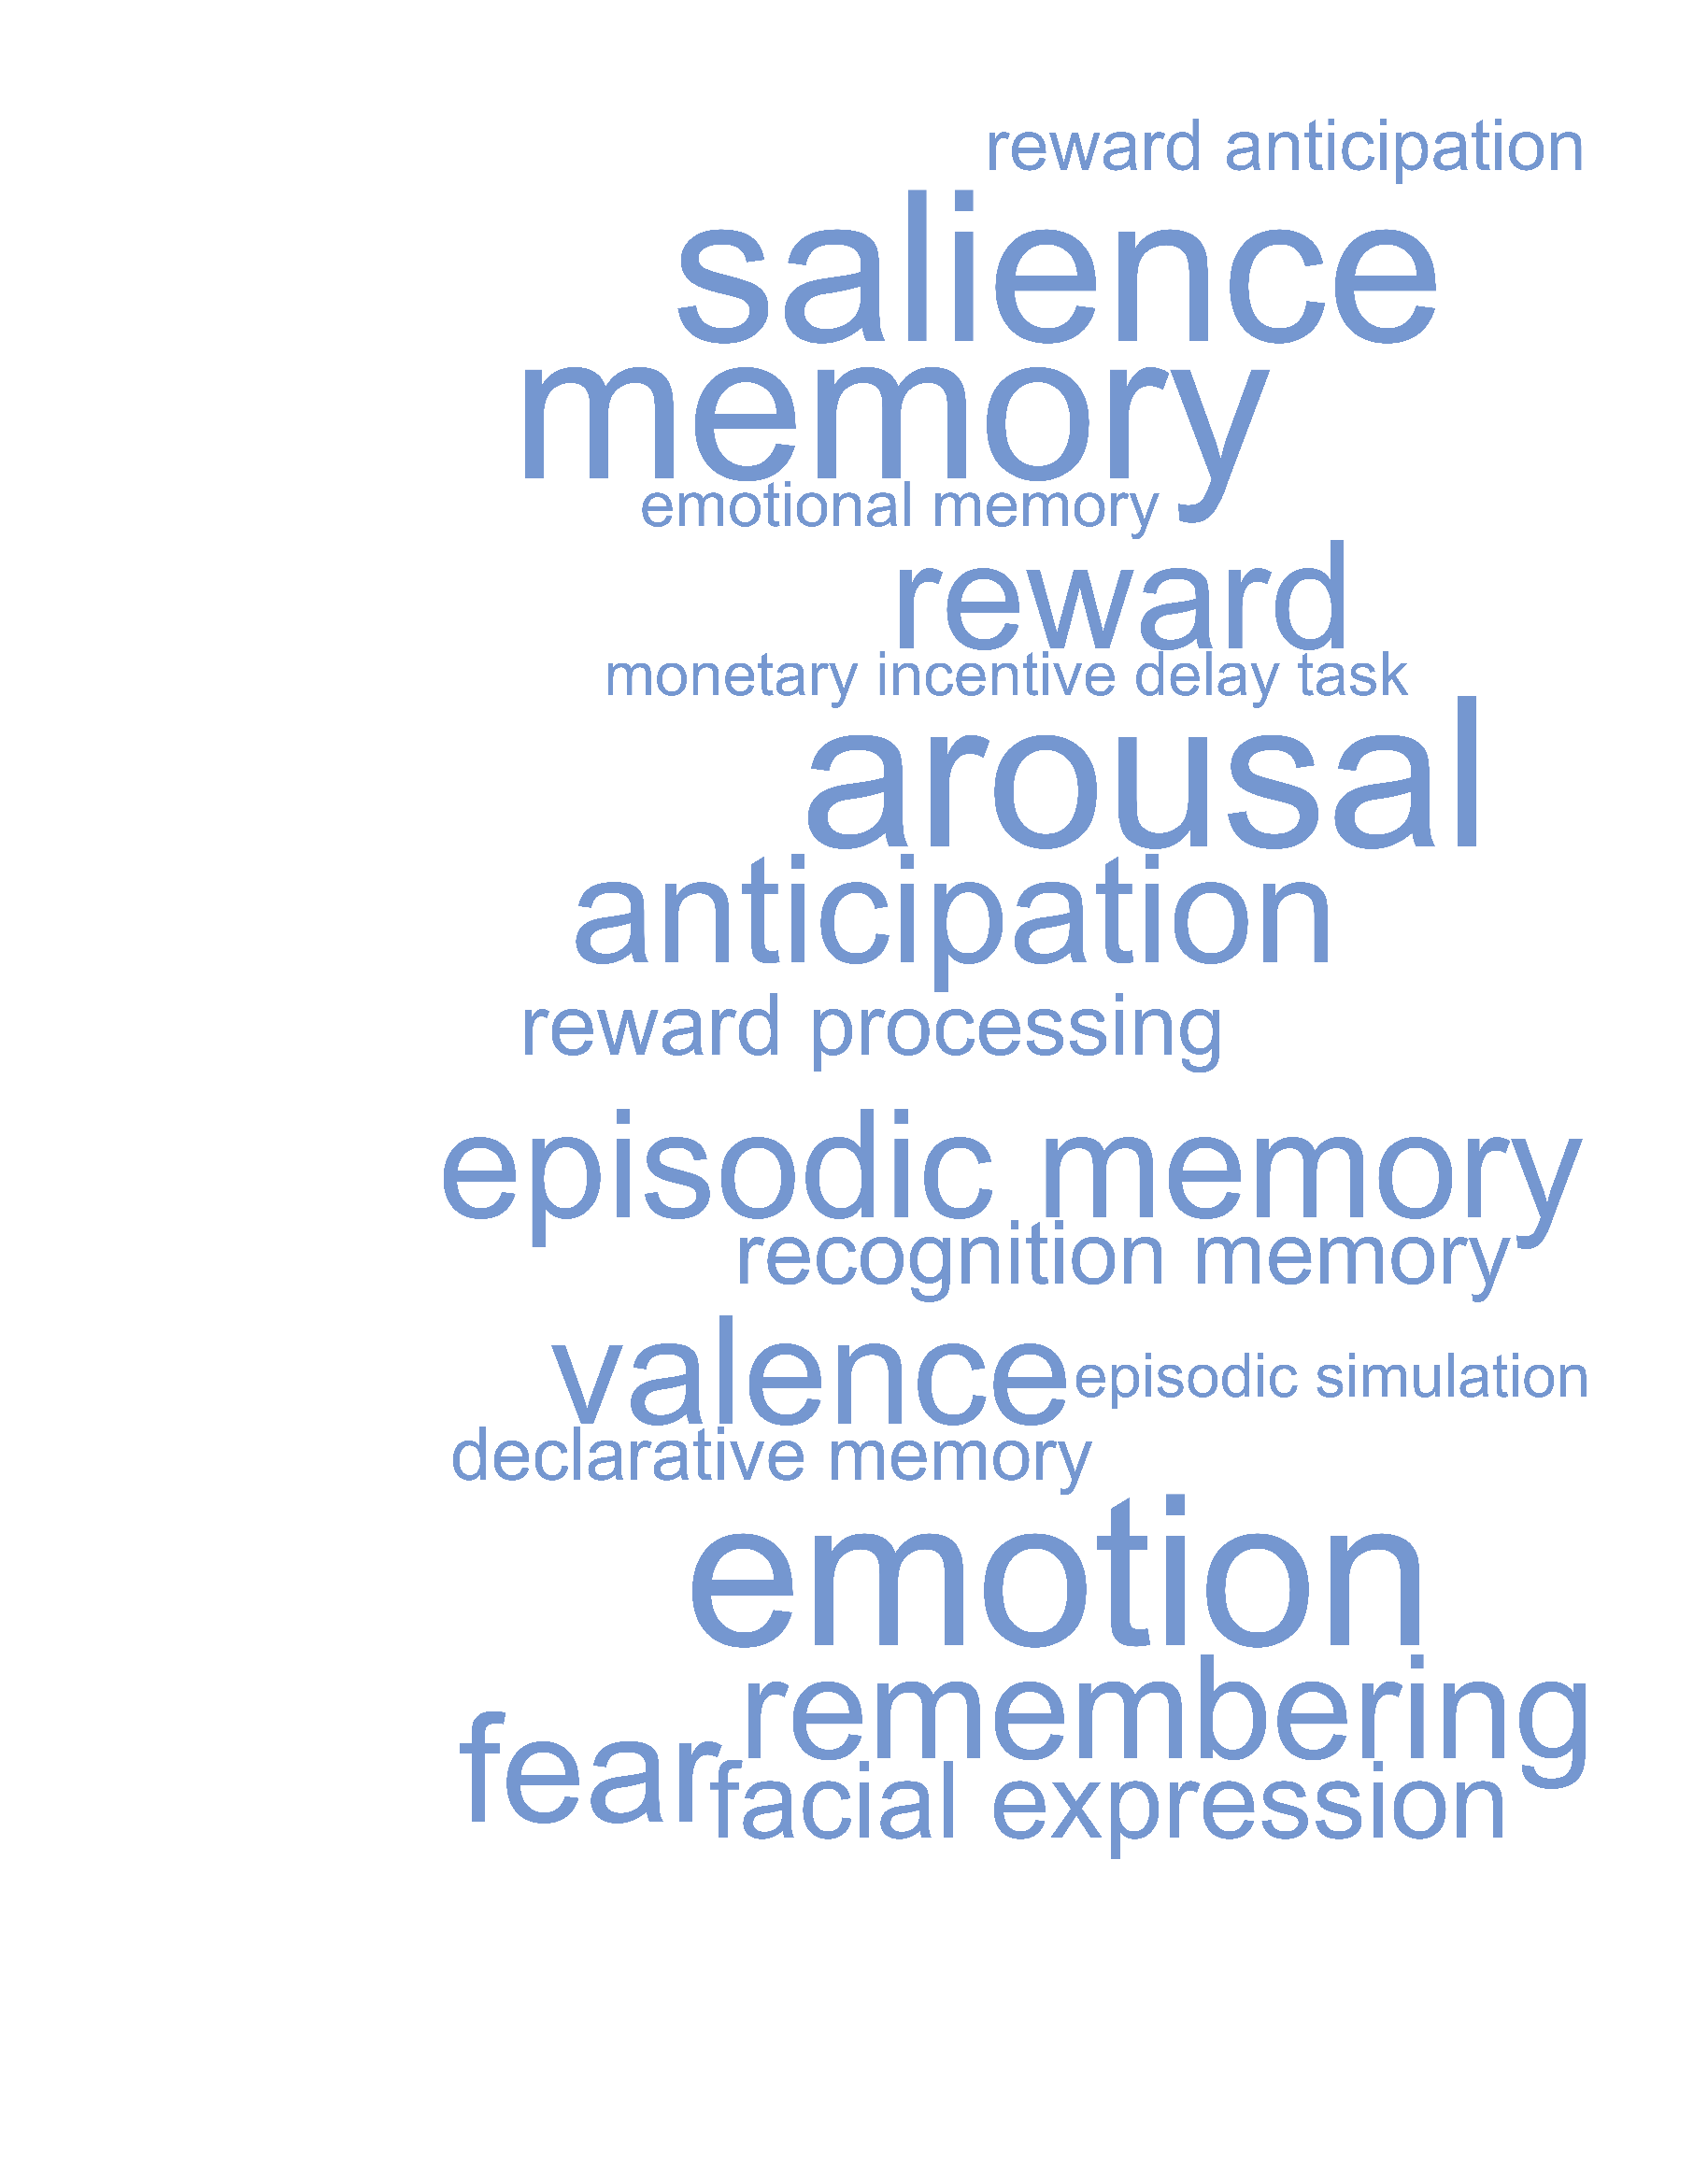 reward anticipation
salience
memory
emotional memory
reward
monetary incentive delay task
arousal
anticipation
reward processing
episodic memory
recognition memory
valence episodic simulation
declarative memory
emotion
remembering
fear
facial expression